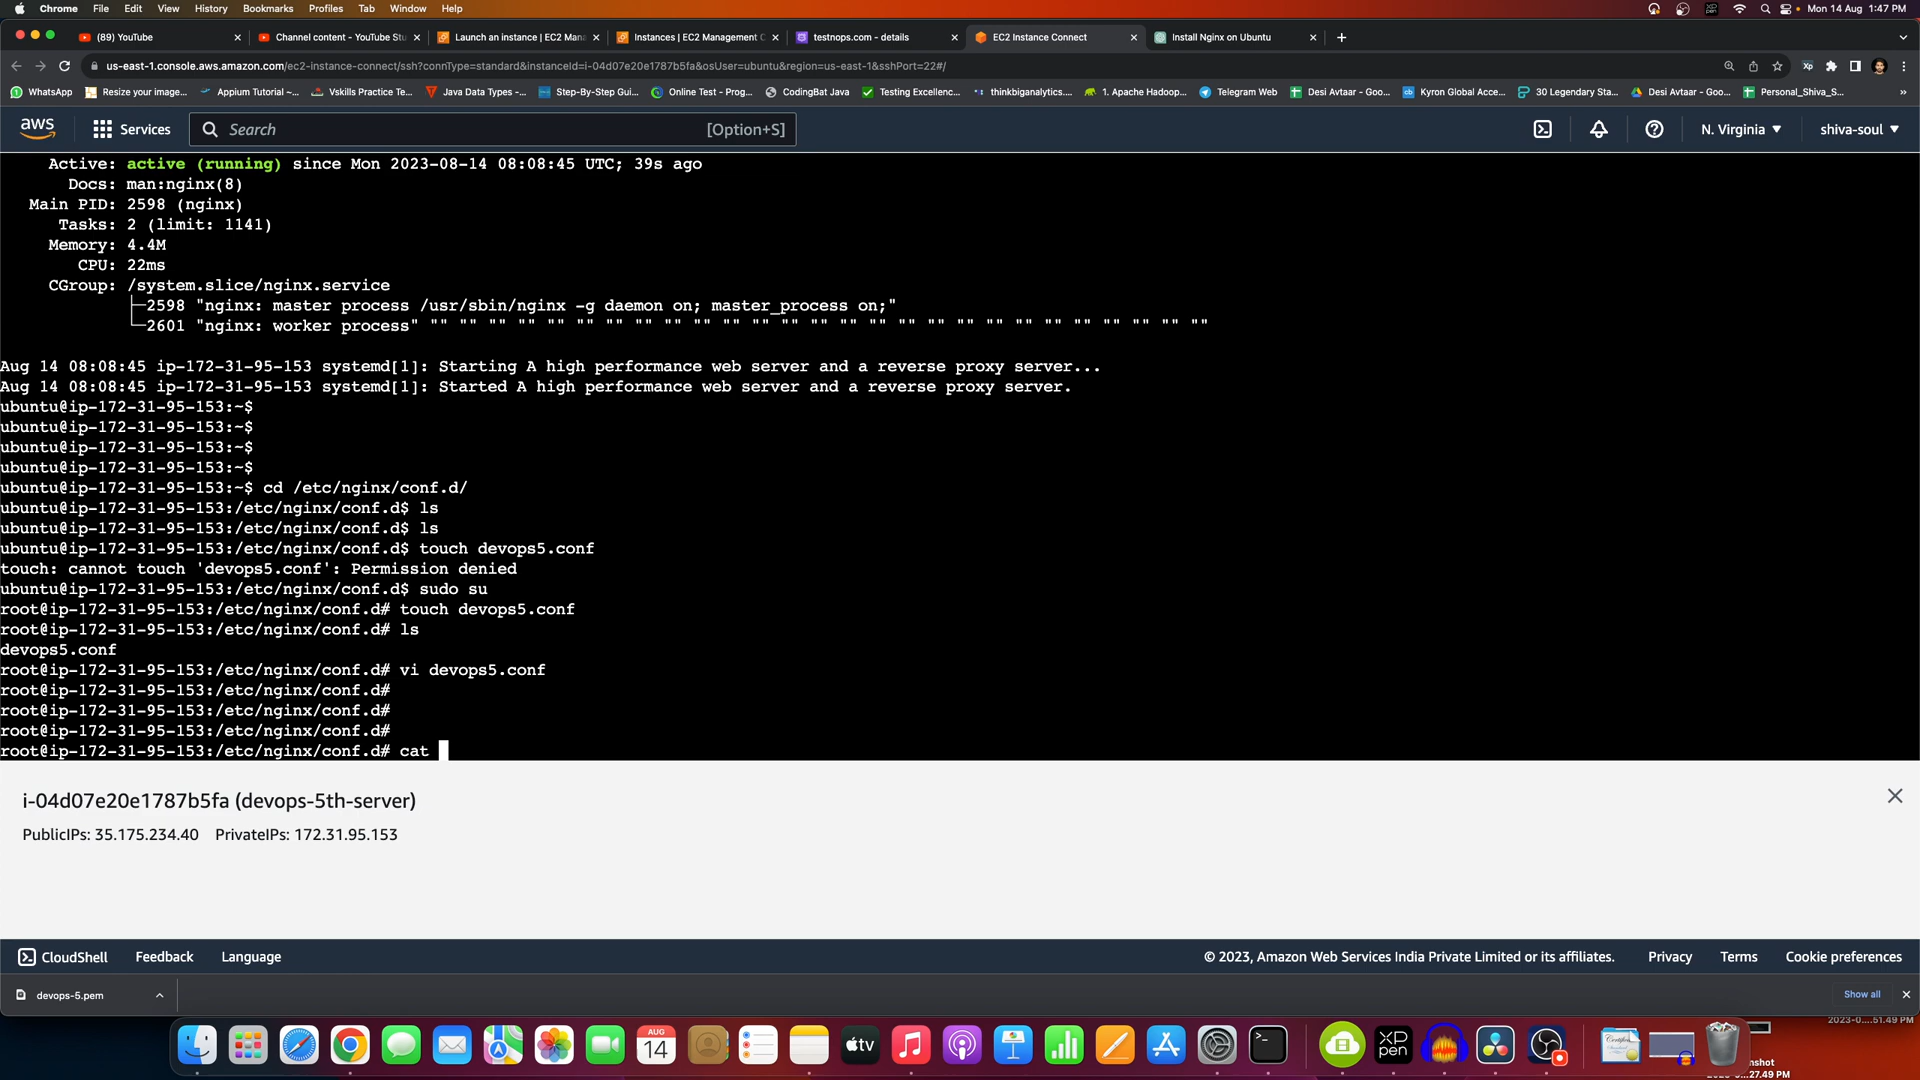 Chrome File Edit View History Bookmarks Profiles Tab Window Help Mon 14 Aug 1:47 PM
(89) YouTube Channel content - YouTube Stu Launch an instance | EC2 Mana Instances | EC2 Management C testnops.com - details EC2 Instance Connect Install Nginx on Ubuntu
us-east-1.console.aws.amazon.com/ec2-instance-connect/ssh?connType=standard&instanceId=i-04d07e20e1787b5fa&osUser=ubuntu&region=us-east-1&sshPort=22#/
WhatsApp Resize your image... Appium Tutorial ~... Vskills Practice Te... Java Data Types -... Step-By-Step Gui... Online Test - Prog... CodingBat Java Testing Excellenc... thinkbiganalytics.... 1. Apache Hadoop... Telegram Web Desi Avtaar - Goo... Kyron Global Acce... 30 Legendary Sta... Desi Avtaar - Goo... Personal_Shiva_S...
aws Services Search [Option+S] N. Virginia shiva-soul
Active: active (running) since Mon 2023-08-14 08:08:45 UTC; 39s ago
Docs: man:nginx(8)
Main PID: 2598 (nginx)
Tasks: 2 (limit: 1141)
Memory: 4.4M
CPU: 22ms
CGroup: /system.slice/nginx.service
├─2598 "nginx: master process /usr/sbin/nginx -g daemon on; master_process on;"
└─2601 "nginx: worker process" "" "" "" "" "" "" "" "" "" "" "" "" "" "" "" "" "" "" "" "" "" "" "" "" "" "" ""
Aug 14 08:08:45 ip-172-31-95-153 systemd[1]: Starting A high performance web server and a reverse proxy server...
Aug 14 08:08:45 ip-172-31-95-153 systemd[1]: Started A high performance web server and a reverse proxy server.
ubuntu@ip-172-31-95-153:~$
ubuntu@ip-172-31-95-153:~$
ubuntu@ip-172-31-95-153:~$
ubuntu@ip-172-31-95-153:~$
ubuntu@ip-172-31-95-153:~$ cd /etc/nginx/conf.d/
ubuntu@ip-172-31-95-153:/etc/nginx/conf.d$ ls
ubuntu@ip-172-31-95-153:/etc/nginx/conf.d$ ls
ubuntu@ip-172-31-95-153:/etc/nginx/conf.d$ touch devops5.conf
touch: cannot touch 'devops5.conf': Permission denied
ubuntu@ip-172-31-95-153:/etc/nginx/conf.d$ sudo su
root@ip-172-31-95-153:/etc/nginx/conf.d# touch devops5.conf
root@ip-172-31-95-153:/etc/nginx/conf.d# ls
devops5.conf
root@ip-172-31-95-153:/etc/nginx/conf.d# vi devops5.conf
root@ip-172-31-95-153:/etc/nginx/conf.d#
root@ip-172-31-95-153:/etc/nginx/conf.d#
root@ip-172-31-95-153:/etc/nginx/conf.d#
root@ip-172-31-95-153:/etc/nginx/conf.d# cat
i-04d07e20e1787b5fa (devops-5th-server)
PublicIPs: 35.175.234.40 PrivateIPs: 172.31.95.153
CloudShell Feedback Language © 2023, Amazon Web Services India Private Limited or its affiliates. Privacy Terms Cookie preferences
devops-5.pem Show all
AUG
14
tv
XP
pen